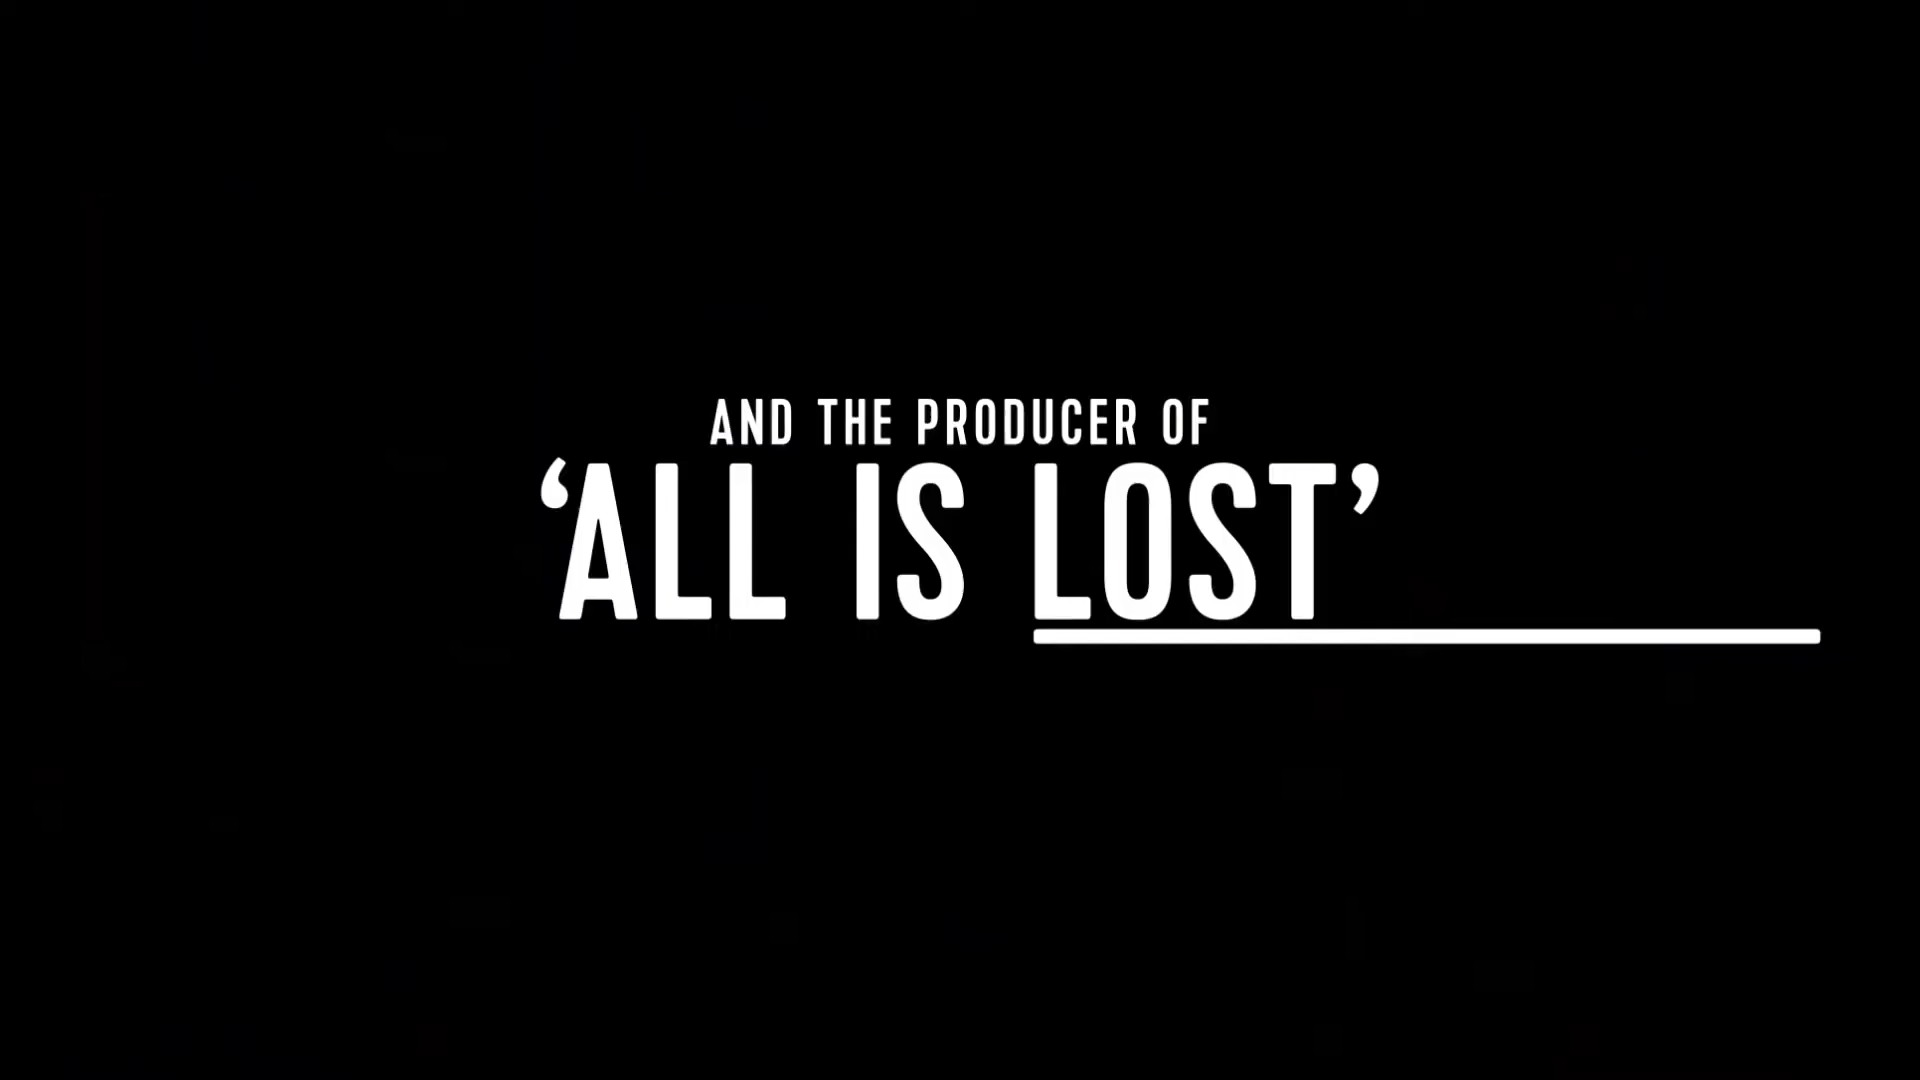 AND THE PRODUCER OF
‘ALL IS LOST’